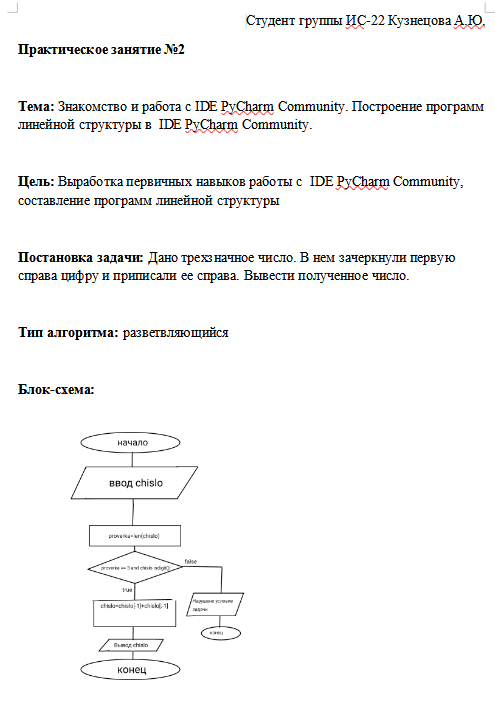 Студент группы ИС-22 Кузнецова А.Ю.
Практическое занятие №2
Тема: Знакомство и работа с IDE PyCharm Community. Построение программ
линейной структуры в IDE PyCharm Community.
Цель: Выработка первичных навыков работы с IDE PyCharm Community,
составление программ линейной структуры
Постановка задачи: Дано трехзначное число. В нем зачеркнули первую
справа цифру и приписали ее справа. Вывести полученное число.
Тип алгоритма: разветвляющийся
Блок-схема:
начало
ввод chislo
proverka=len(chislo)
false
proverka == 3 and chislo.isdigit()
true
chislo=chislo[-1]+chislo[:-1]
Нарушено условие
задачи
конец
Вывод chislo
конец